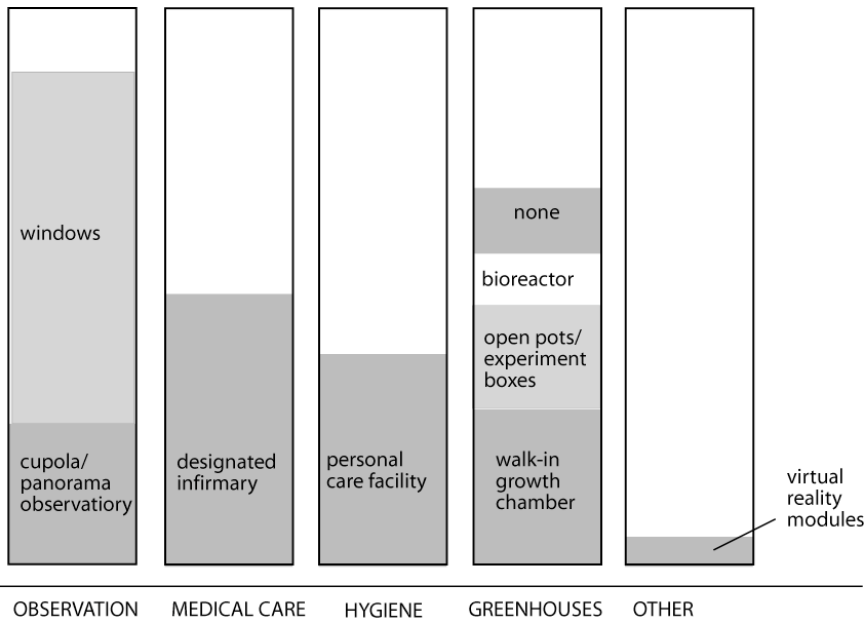 windows
cupola/
panorama
observatiory
designated
infirmary
personal
care facility
none
bioreactor
open pots/
experiment
boxes
walk-in
growth
chamber
virtual
reality
modules
OBSERVATION
MEDICAL CARE
HYGIENE
GREENHOUSES
OTHER